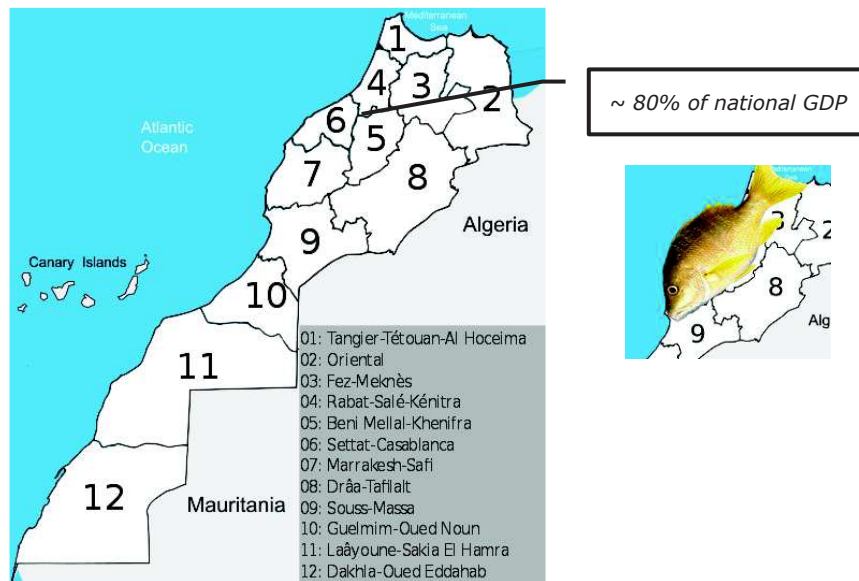 Mediterranean
Sea
1
4
3
2
~ 80% of national GDP
6
5
Atlantic
Ocean
7
8
9
Algeria
Canary Islands
10
11
12
Mauritania
01: Tangier-Tétouan-Al Hoceima
02: Oriental
03: Fez-Meknès
04: Rabat-Salé-Kénitra
05: Beni Mellal-Khenifra
06: Settat-Casablanca
07: Marrakesh-Safi
08: Drâa-Tafilalt
09: Souss-Massa
10: Guelmim-Oued Noun
11: Laâyoune-Sakia El Hamra
12: Dakhla-Oued Eddahab
3
2
8
9
Alg